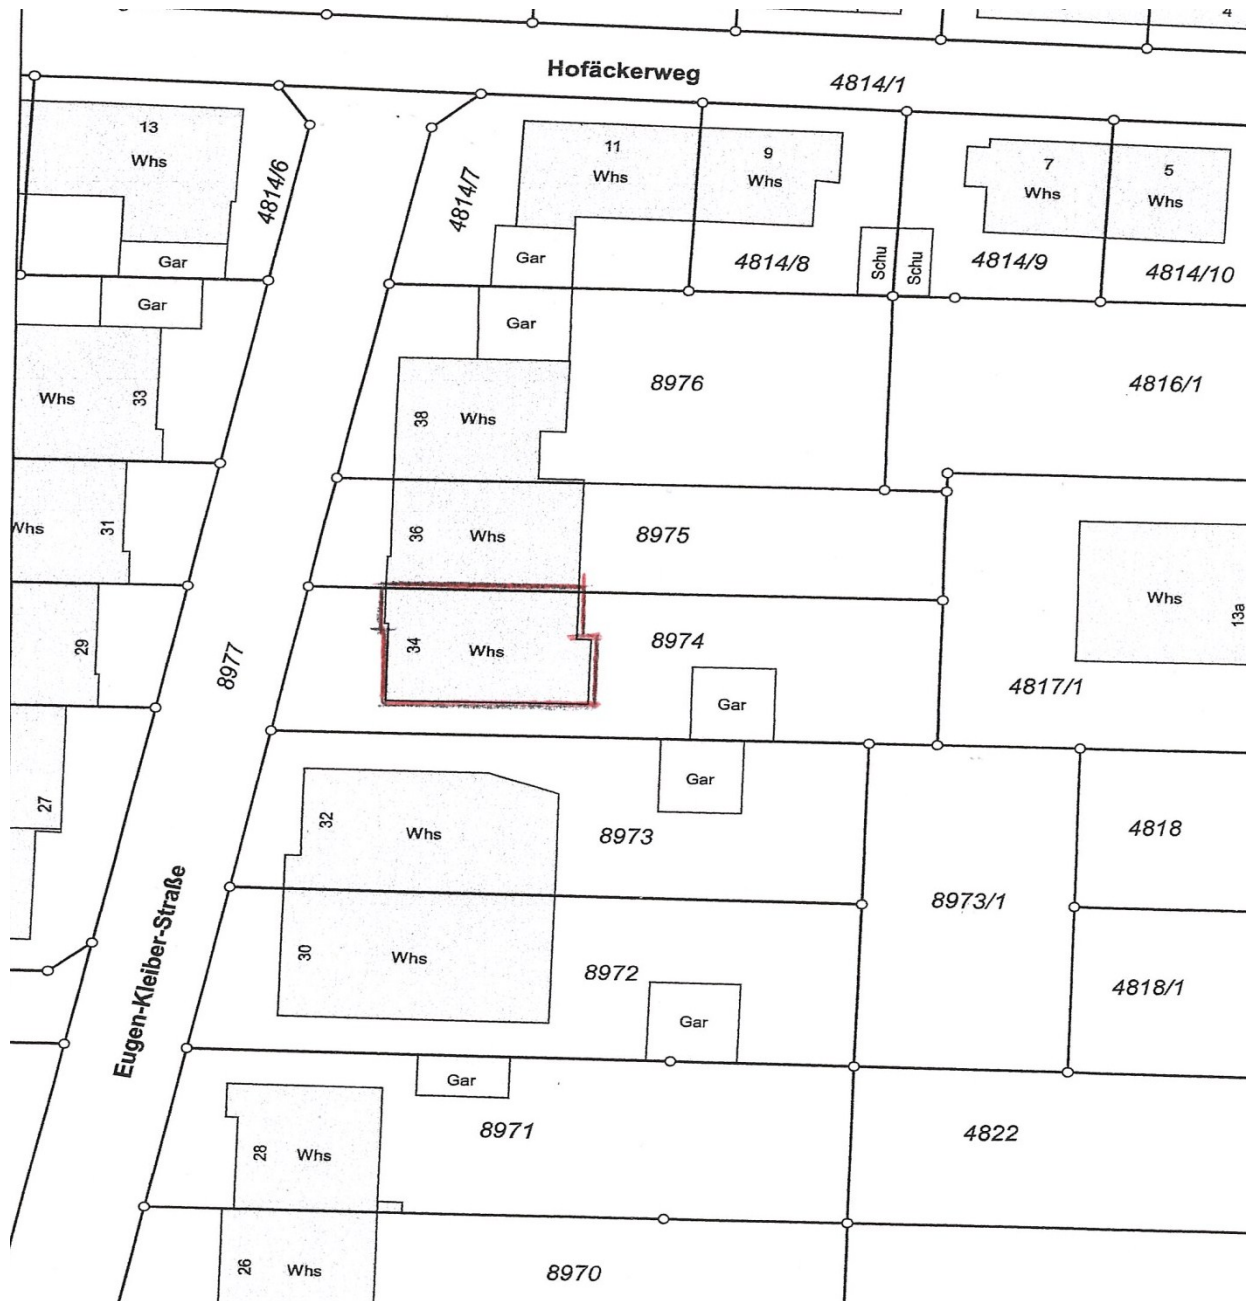 4
Hofäckerweg
4814/1
13
Whs
4814/6
4814/7
11
Whs
9
Whs
7
Whs
5
Whs
Gar
Gar
4814/8
Schu
Schu
4814/9
4814/10
Gar
Gar
8976
4816/1
Whs
33
38
Whs
Whs
31
36
Whs
8975
Whs
13a
29
8977
34
Whs
8974
4817/1
Gar
Gar
27
32
Whs
8973
4818
8973/1
Eugen-Kleiber-Straße
30
Whs
8972
4818/1
Gar
Gar
8971
4822
28
Whs
26
Whs
8970